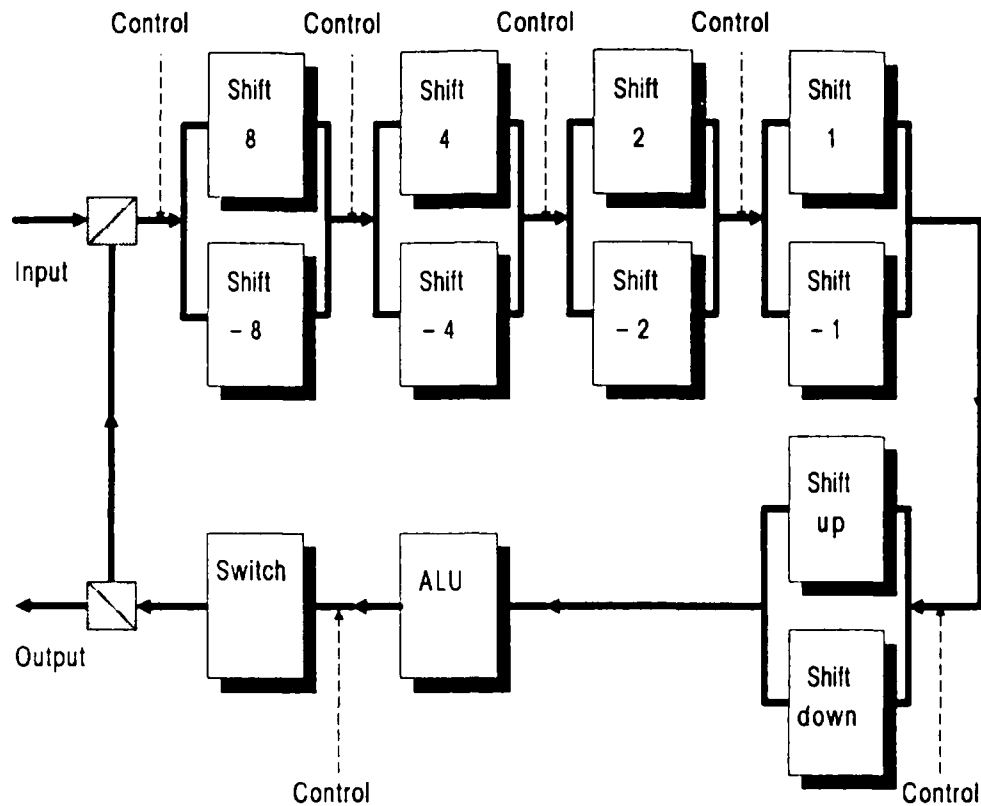 Control
Control
Control
Control
Shift
8
Shift
4
Shift
2
Shift
1
Input
Shift
– 8
Shift
– 4
Shift
– 2
Shift
– 1
Shift
up
Switch
ALU
Output
Shift
down
Control
Control